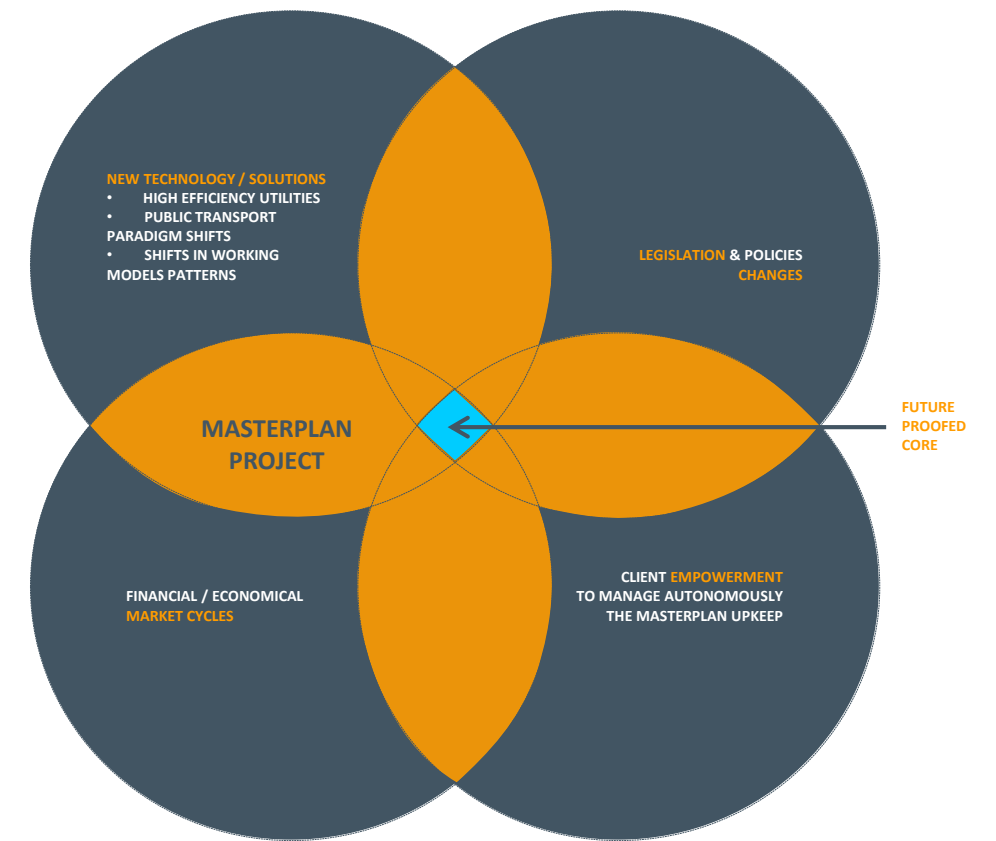 NEW TECHNOLOGY / SOLUTIONS
• HIGH EFFICIENCY UTILITIES
• PUBLIC TRANSPORT
PARADIGM SHIFTS
• SHIFTS IN WORKING
MODELS PATTERNS
LEGISLATION & POLICIES
CHANGES
MASTERPLAN
PROJECT
FUTURE
PROOFED
CORE
FINANCIAL / ECONOMICAL
MARKET CYCLES
CLIENT EMPOWERMENT
TO MANAGE AUTONOMOUSLY
THE MASTERPLAN UPKEEP